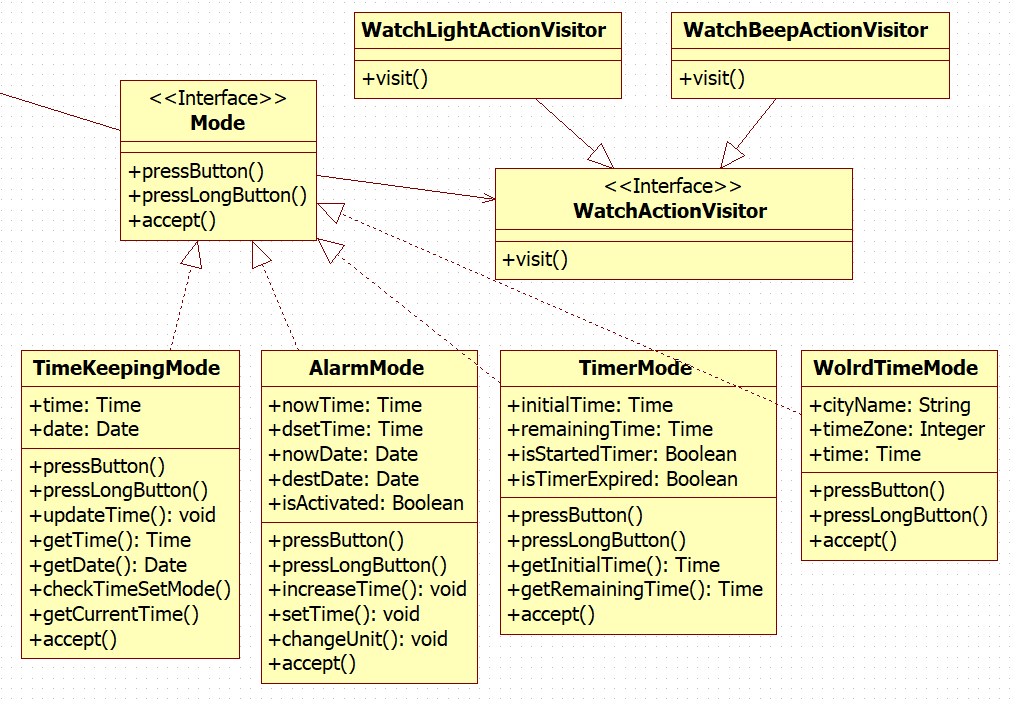 WatchLightActionVisitor
+visit()
WatchBeepActionVisitor
+visit()
<<Interface>>
Mode
+pressButton()
+pressLongButton()
+accept()
<<Interface>>
WatchActionVisitor
+visit()
TimeKeepingMode
+time: Time
+date: Date
+pressButton()
+pressLongButton()
+updateTime(): void
+getTime(): Time
+getDate(): Date
+checkTimeSetMode()
+getCurrentTime()
+accept()
AlarmMode
+nowTime: Time
+dsetTime: Time
+nowDate: Date
+destDate: Date
+isActivated: Boolean
+pressButton()
+pressLongButton()
+increaseTime(): void
+setTime(): void
+changeUnit(): void
+accept()
TimerMode
+initialTime: Time
+remainingTime: Time
+isStartedTimer: Boolean
+isTimerExpired: Boolean
+pressButton()
+pressLongButton()
+getInitialTime(): Time
+getRemainingTime(): Time
+accept()
WolrdTimeMode
+cityName: String
+timeZone: Integer
+time: Time
+pressButton()
+pressLongButton()
+accept()